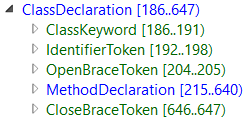 ClassDeclaration [186..647)
ClassKeyword [186..191)
IdentifierToken [192..198)
OpenBraceToken [204..205)
MethodDeclaration [215..640)
CloseBraceToken [646..647)